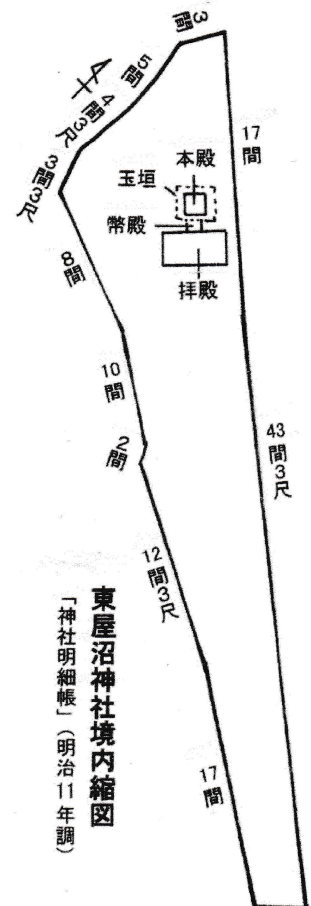 3間
5間
4間3尺
3間3尺
8間
10間
2間
12間3尺
17間
17間
43間3尺
本殿
玉垣
幣殿
拝殿
東屋沼神社境内縮図
「神社明細帳」（明治11年調）